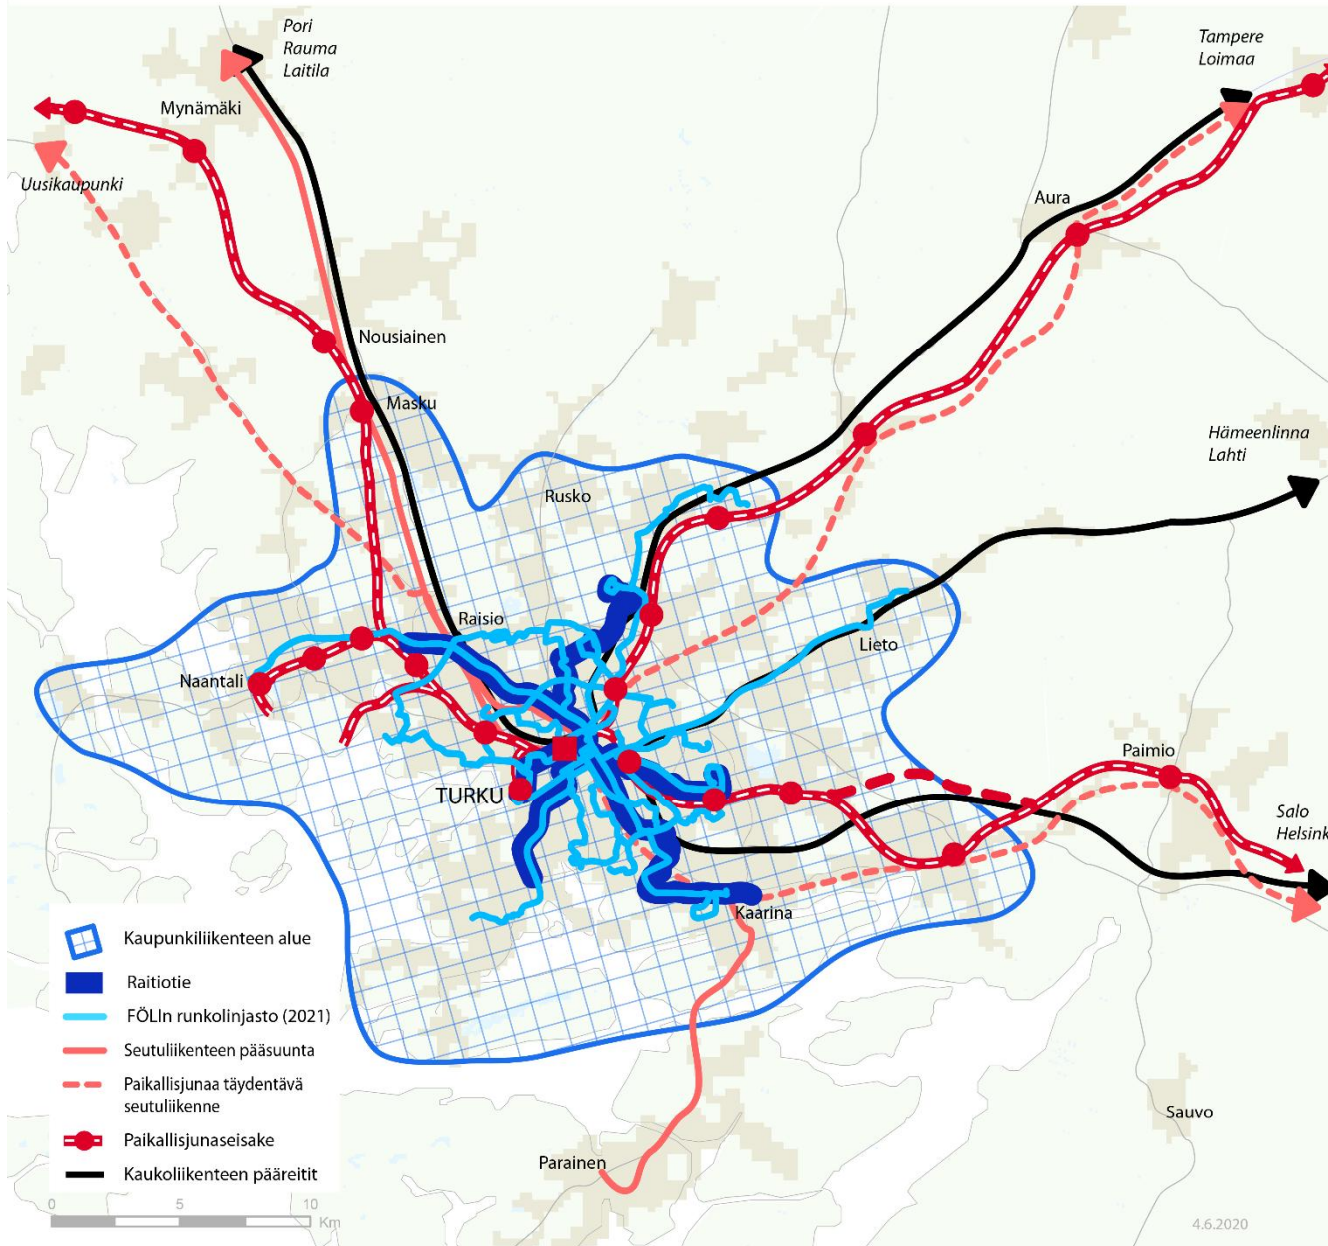 Pori
Rauma
Laitila
Tampere
Loimaa
Mynämäki
Uusikaupunki
Aura
Nousiainen
Masku
Hämeenlinna
Lahti
Rusko
Raisio
Lieto
Naantali
Paimio
TURKU
Salo
Helsink
Kaarina
Kaupunkiliikenteen alue
Raitiotie
FÖLIn runkolinjasto (2021)
Seutuliikenteen pääsuunta
Paikallisjunaa täydentävä
seutuliikenne
Paikallisjunaseisake
Kaukoliikenteen pääreitit
Sauvo
Parainen
0 5 10
Km
4.6.2020